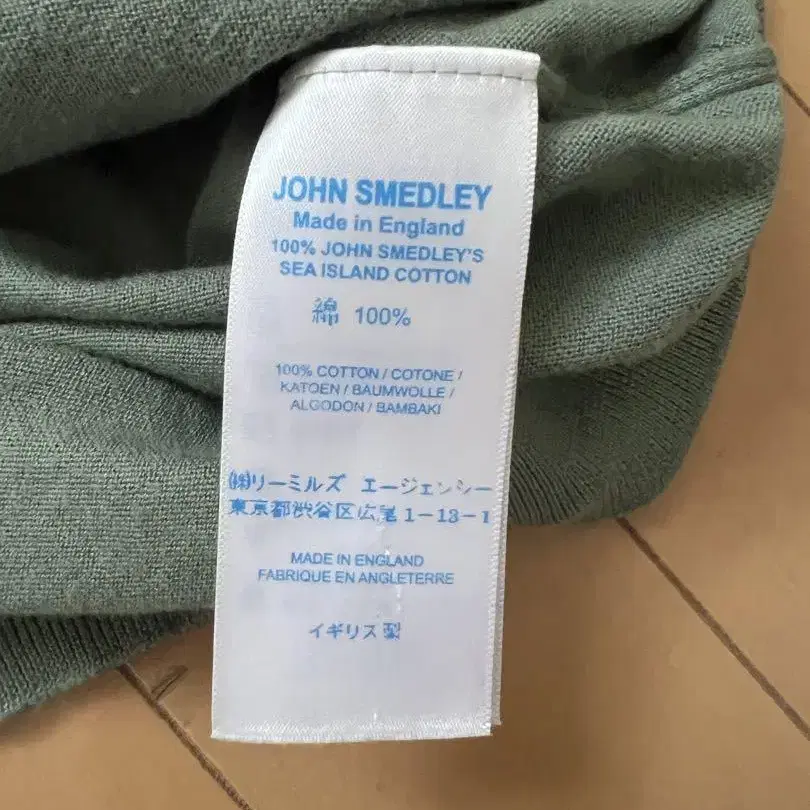 JOHN SMEDLEY
Made in England
100% JOHN SMEDLEY'S
SEA ISLAND COTTON
綿 100%
100% COTTON / COTONE /
KATOEN / BAUMWOLLE /
ALGODON / BAMBAKI
㈱リーミルズ エージェンシー
東京都渋谷区広尾1-13-1
MADE IN ENGLAND
FABRIQUE EN ANGLETERRE
イギリス製